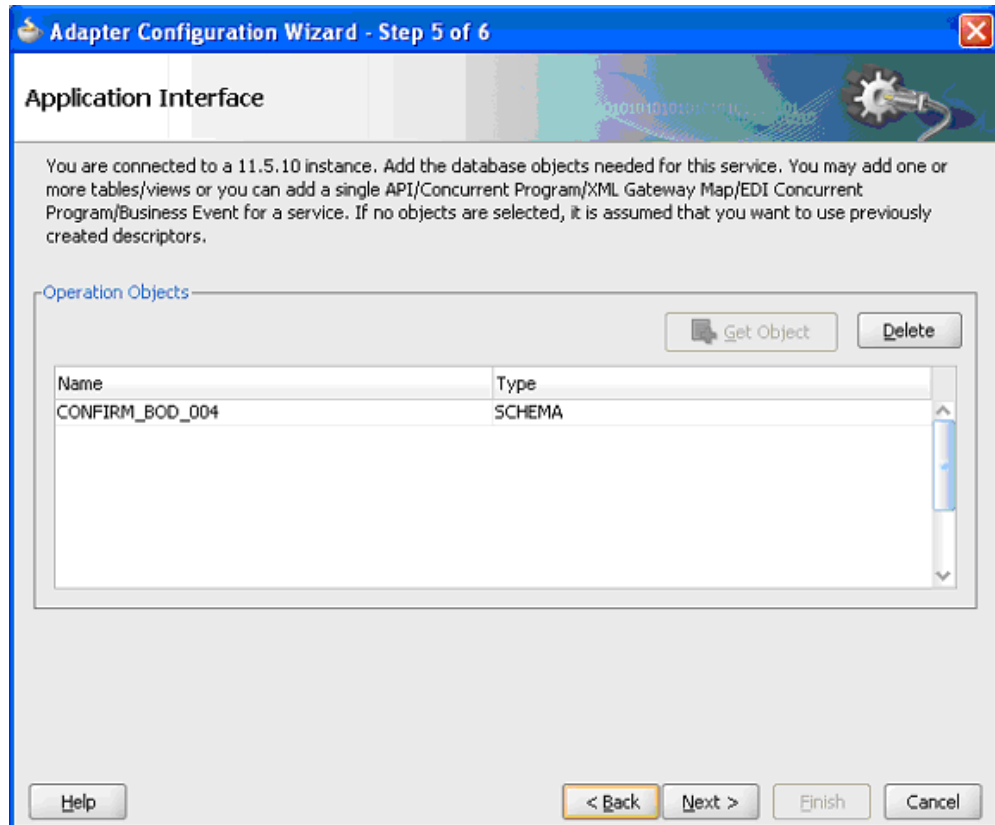 Adapter Configuration Wizard - Step 5 of 6
Application Interface
You are connected to a 11.5.10 instance. Add the database objects needed for this service. You may add one or
more tables/views or you can add a single API/Concurrent Program/XML Gateway Map/EDI Concurrent
Program/Business Event for a service. If no objects are selected, it is assumed that you want to use previously
created descriptors.
Operation Objects
Get Object Delete
Name Type
CONFIRM_BOD_004 SCHEMA
Help < Back Next > Finish Cancel